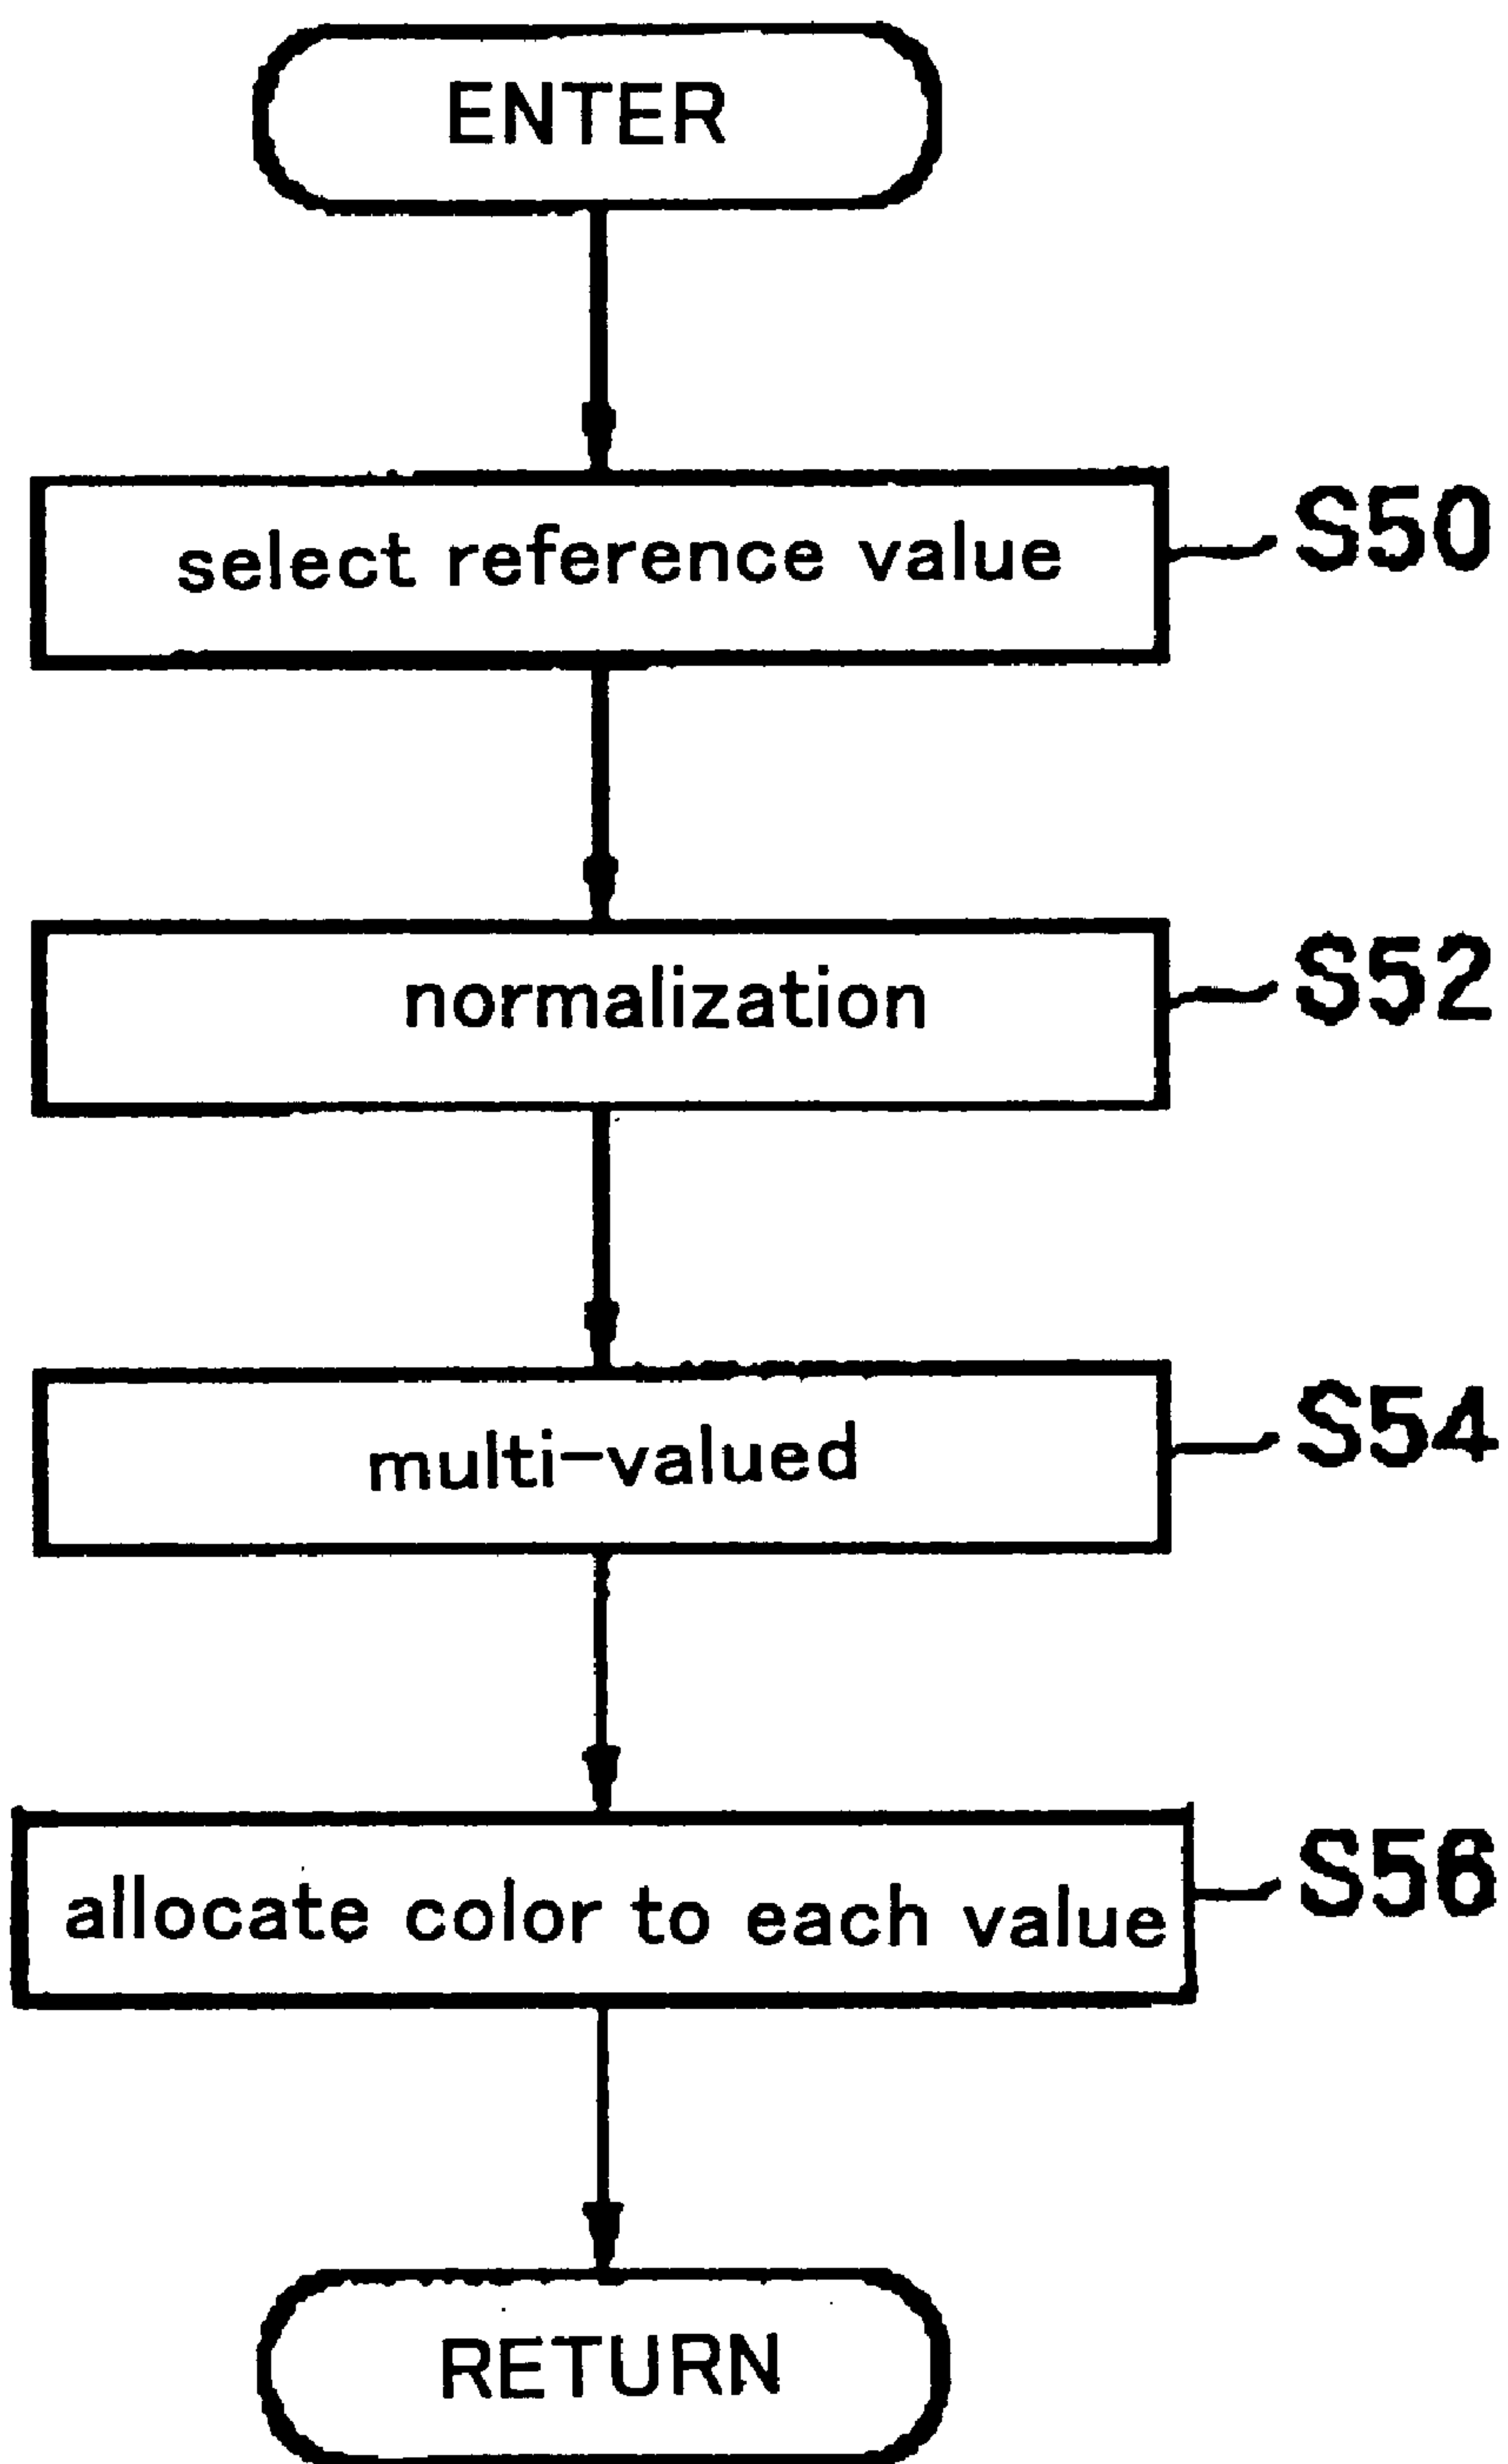 ENTER
select reference value
S50
normalization
S52
multi-valued
S54
allocate color to each value
S56
RETURN